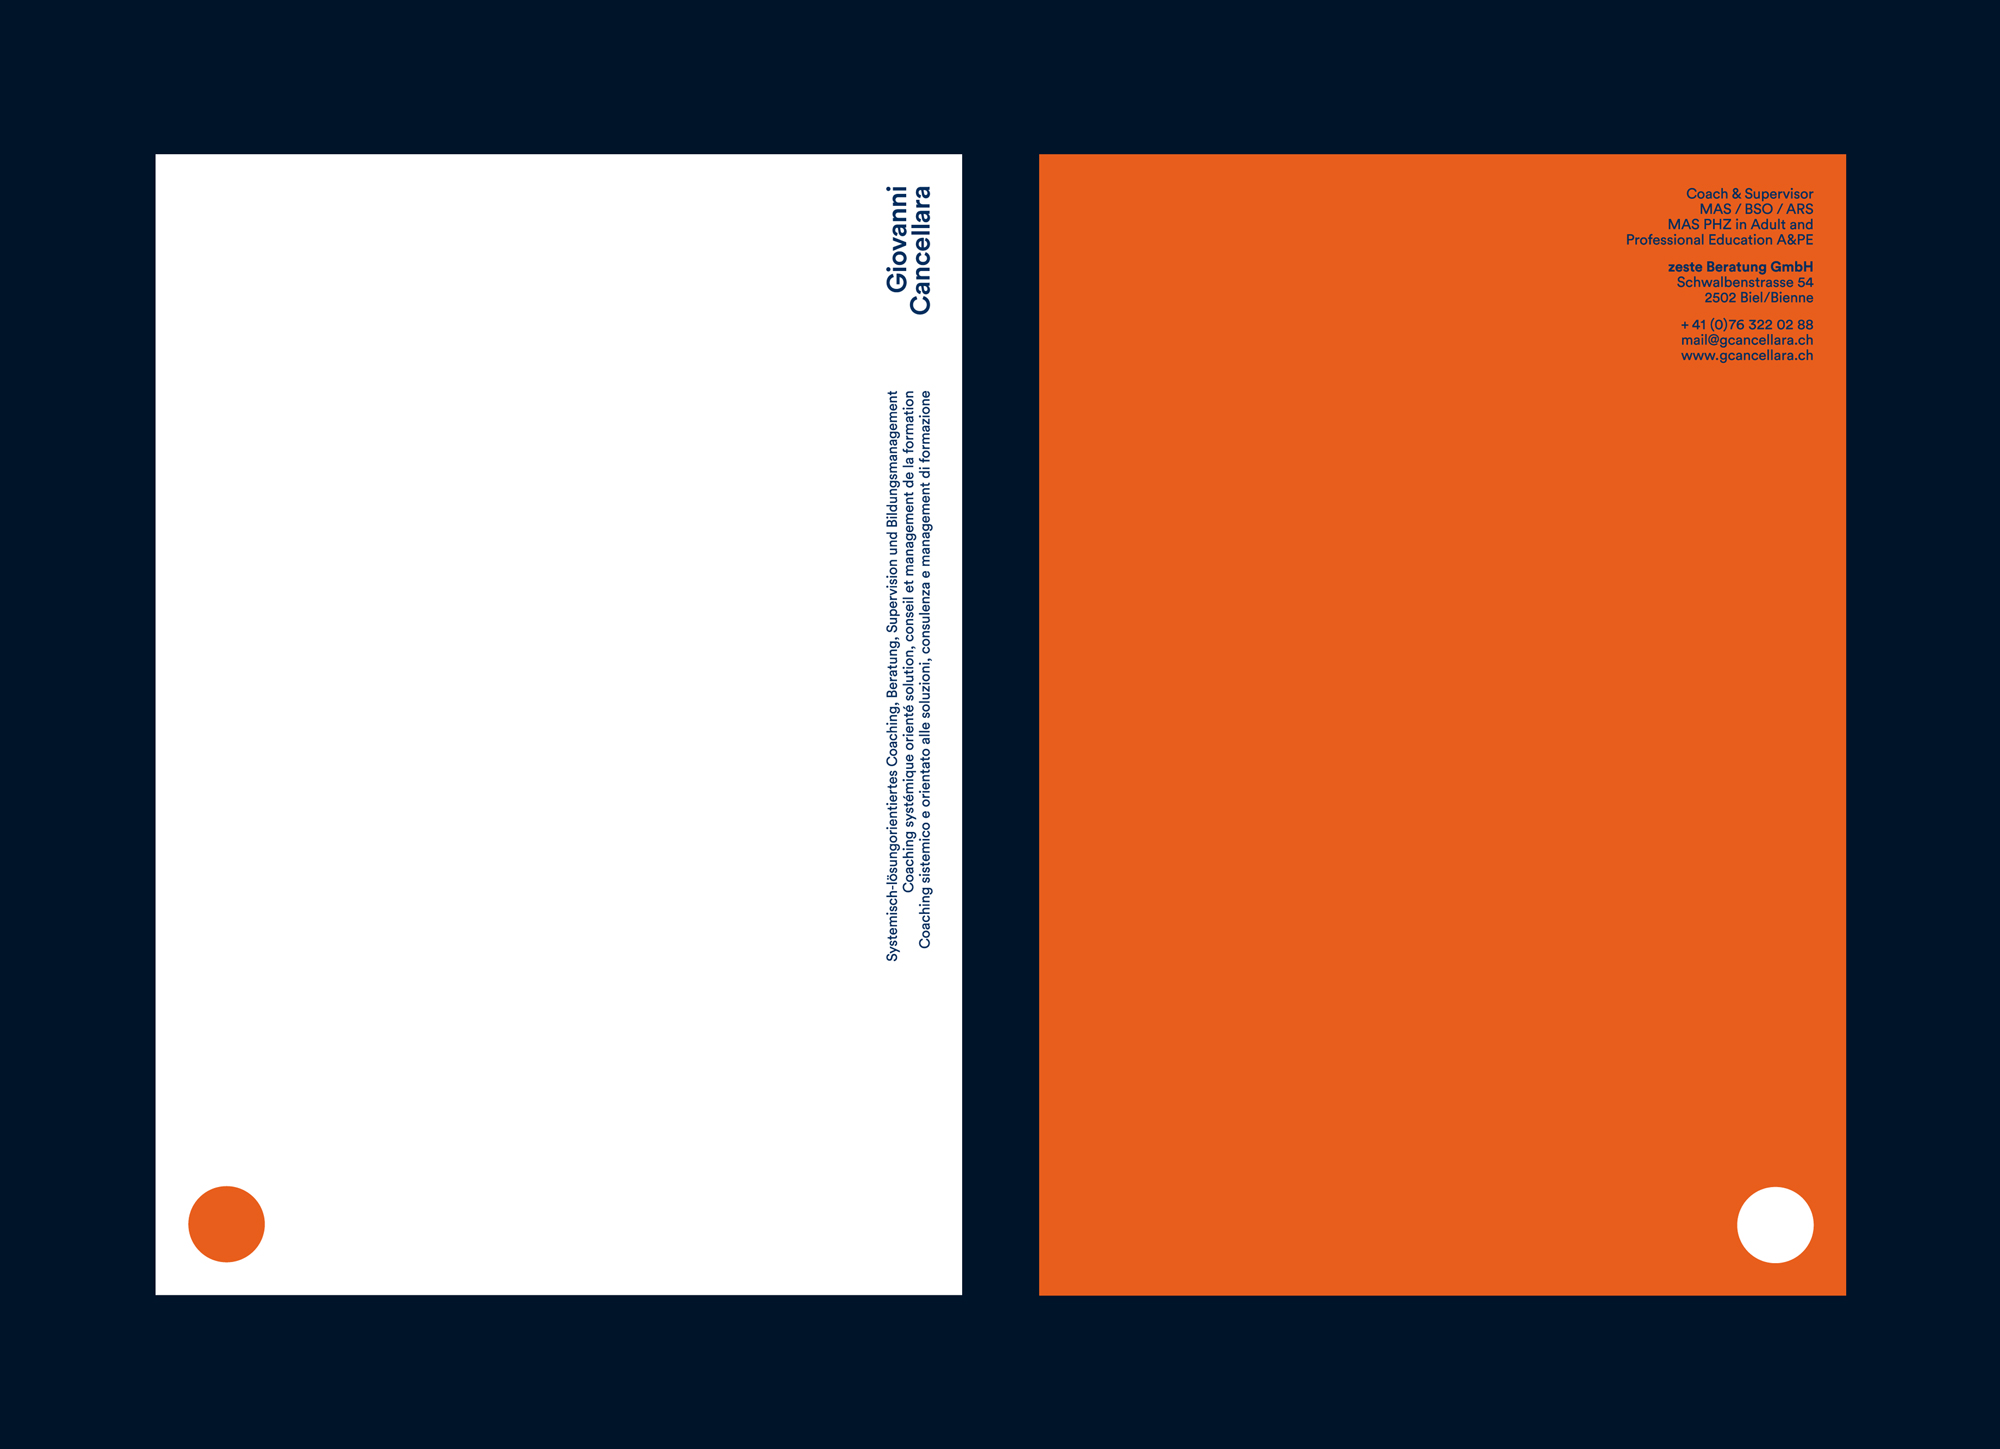 Giovanni
Cancellara
Systemisch-lösungorientiertes Coaching, Beratung, Supervision und Bildungsmanagement
Coaching systémique orienté solution, conseil et management de la formation
Coaching sistemico e orientato alle soluzioni, consulenza e management di formazione
Coach & Supervisor
MAS / BSO / ARS
MAS PHZ in Adult and
Professional Education A&PE
zeste Beratung GmbH
Schwalbenstrasse 54
2502 Biel/Bienne
+ 41 (0)76 322 02 88
mail@gcancellara.ch
www.gcancellara.ch